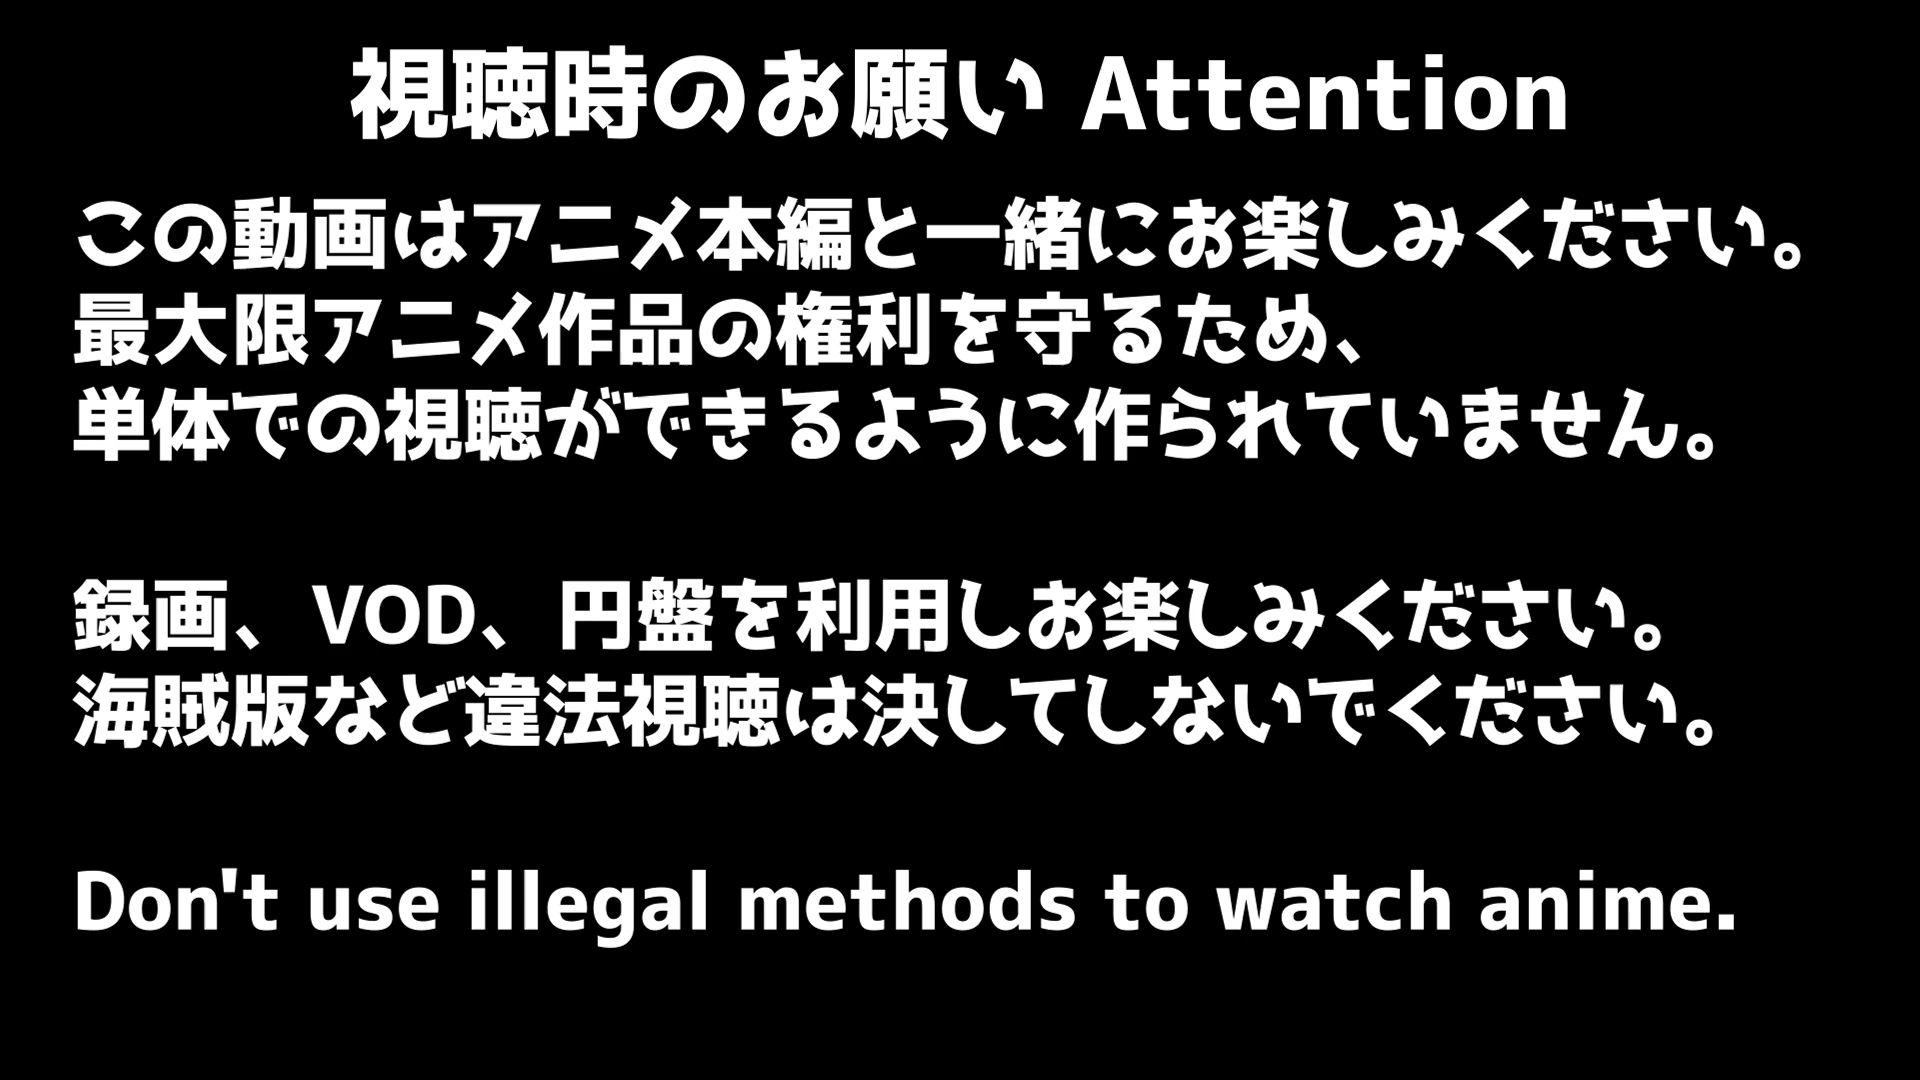 視聴時のお願い Attention
この動画はアニメ本編と一緒にお楽しみください。
最大限アニメ作品の権利を守るため、
単体での視聴ができるように作られていません。
録画、VOD、円盤を利用しお楽しみください。
海賊版など違法視聴は決してしないでください。
Don't use illegal methods to watch anime.